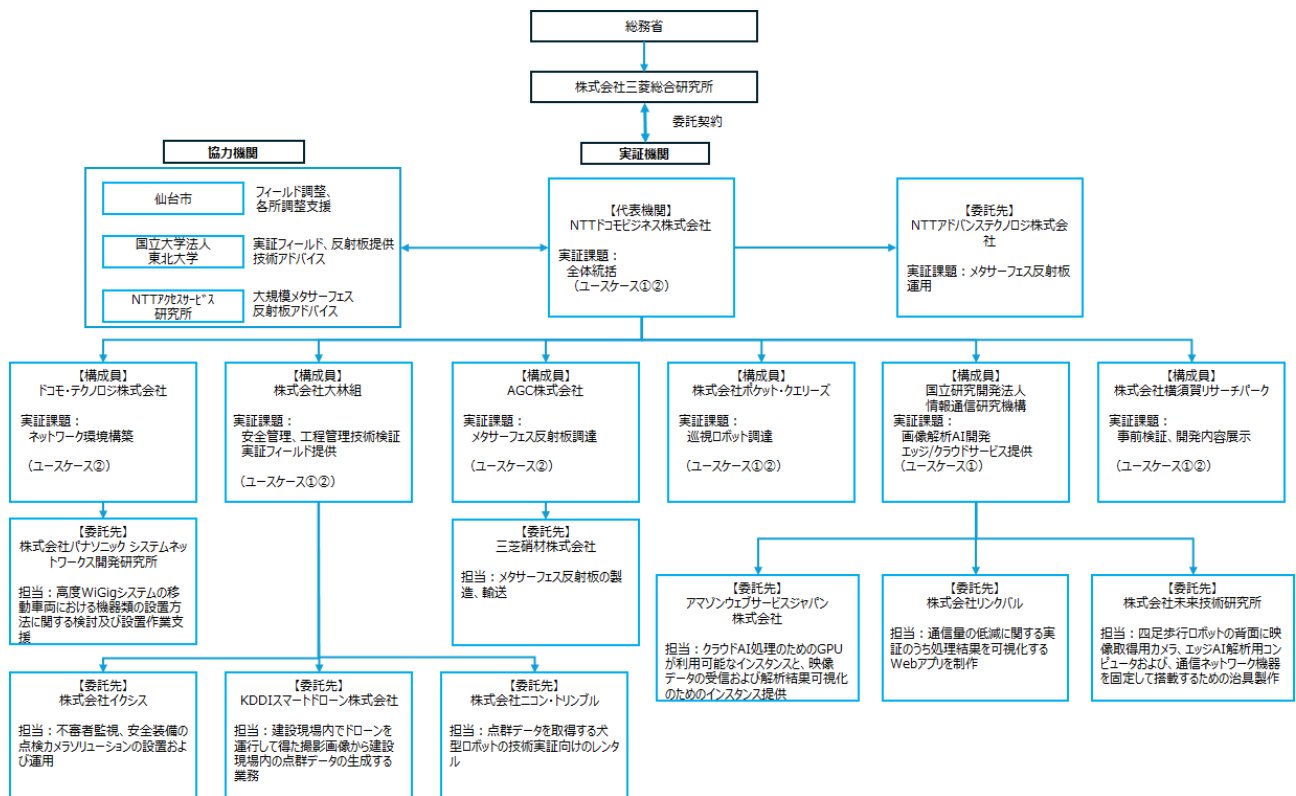 総務省
株式会社三菱総合研究所
委託契約
協力機関
実証機関
仙台市
フィールド調整、
各所調整支援
国立大学法人
東北大学
実証フィールド、反射板提供
技術アドバイス
NTTアクセスサービス
研究所
大規模メタサーフェス
反射板アドバイス
【代表機関】
NTTドコモビジネス株式会社
実証課題：
全体統括
（ユースケース①②）
【委託先】
NTTアドバンステクノロジ株式会
社
実証課題：メタサーフェス反射板
運用
【構成員】
ドコモ・テクノロジ株式会社
実証課題：
ネットワーク環境構築
（ユースケース②）
【構成員】
株式会社大林組
実証課題：
安全管理、工程管理技術検証
実証フィールド提供
（ユースケース①②）
【構成員】
AGC株式会社
実証課題：
メタサーフェス反射板調達
（ユースケース②）
【構成員】
株式会社ポケット・クエリーズ
実証課題：
巡視ロボット調達
（ユースケース①②）
【構成員】
国立研究開発法人
情報通信研究機構
実証課題：
画像解析AI開発
エッジ/クラウドサービス提供
（ユースケース①）
【構成員】
株式会社横須賀リサーチパーク
実証課題：
事前検証、開発内容展示
（ユースケース①②）
【委託先】
株式会社パナソニック システムネッ
トワークス開発研究所
担当：高度WiGigシステムの移
動車両における機器類の設置方
法に関する検討及び設置作業支
援
【委託先】
三芝硝材株式会社
担当：メタサーフェス反射板の製
造、輸送
【委託先】
アマゾンウェブサービスジャパン
株式会社
担当：クラウドAI処理のためのGPU
が利用可能なインスタンスと、映像
データの受信および解析結果可視化
のためのインスタンス提供
【委託先】
株式会社リンクバル
担当：通信量の低減に関する実
証のうち処理結果を可視化する
Webアプリを制作
【委託先】
株式会社未来技術研究所
担当：四足歩行ロボットの背面に映
像取得用カメラ、エッジAI解析用コン
ピュータおよび、通信ネットワーク機器
を固定して搭載するための治具製作
【委託先】
株式会社イクシス
担当：不審者監視、安全装備の
点検カメラソリューションの設置およ
び運用
【委託先】
KDDIスマートドローン株式会社
担当：建設現場内でドローンを
運行して得た撮影画像から建設
現場内の点群データの生成する
業務
【委託先】
株式会社ニコン・トリンブル
担当：点群データを取得する犬
型ロボットの技術実証向けのレンタ
ル